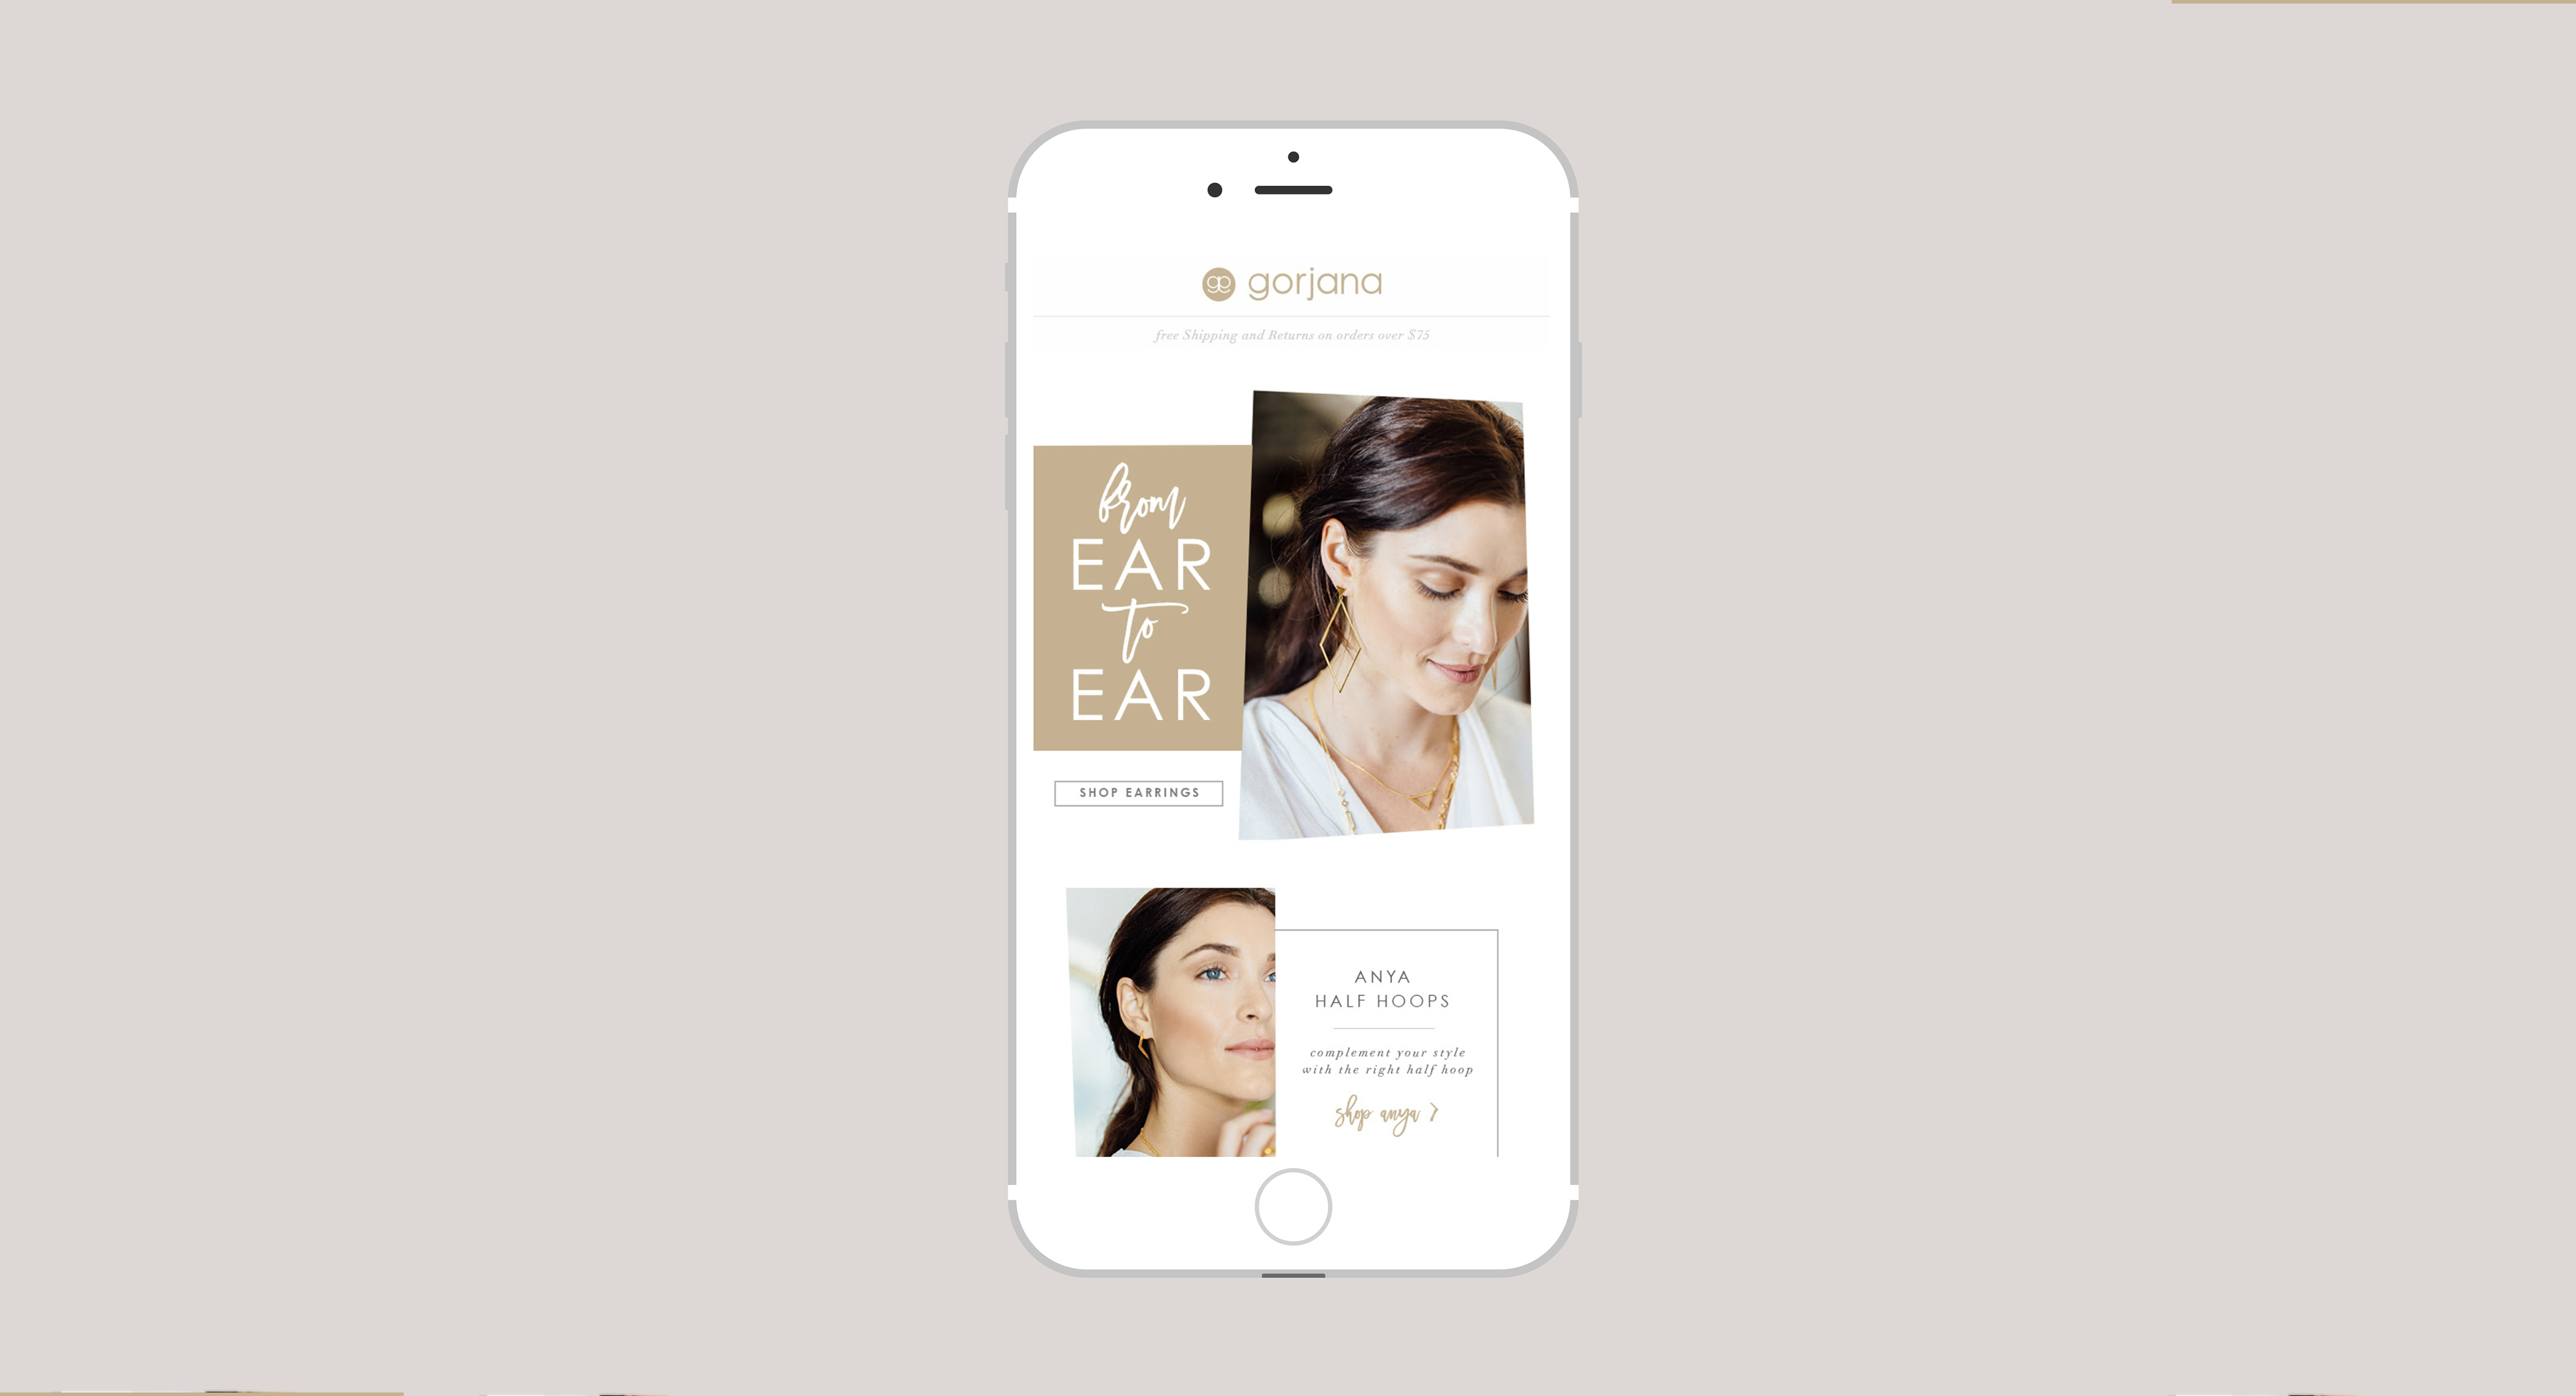 gorjana
free Shipping and Returns on orders over $75
from
EAR
to
EAR
SHOP EARRINGS
ANYA
HALF HOOPS
complement your style
with the right half hoop
shop anya >